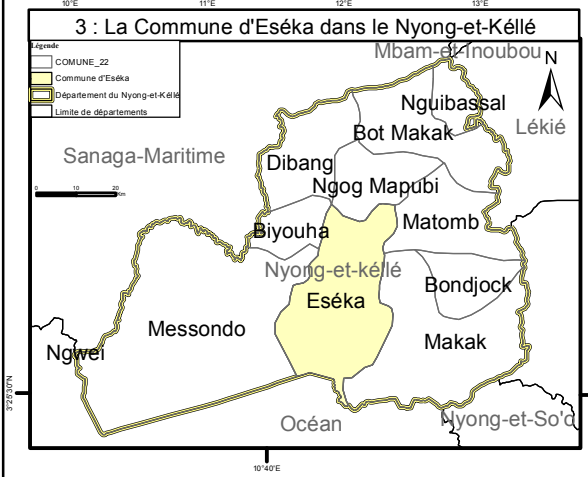 10°E 11°E 12°E 13°E
3 : La Commune d'Eséka dans le Nyong-et-Kéllé
Légende
COMUNE_22
Commune d'Eséka
Département du Nyong-et-Kéllé
Limite de départements
Mbam-et-Inoubou
N
Nguibassal
Bot Makak
Lékié
Sanaga-Maritime
Dibang
Ngog Mapubi
0 10 20
Km
Matomb
Biyouha
Nyong-et-kéllé
Bondjock
Eséka
Messondo
Makak
Ngwei
3°25'30"N
Océan
Nyong-et-So'o
10°40'E